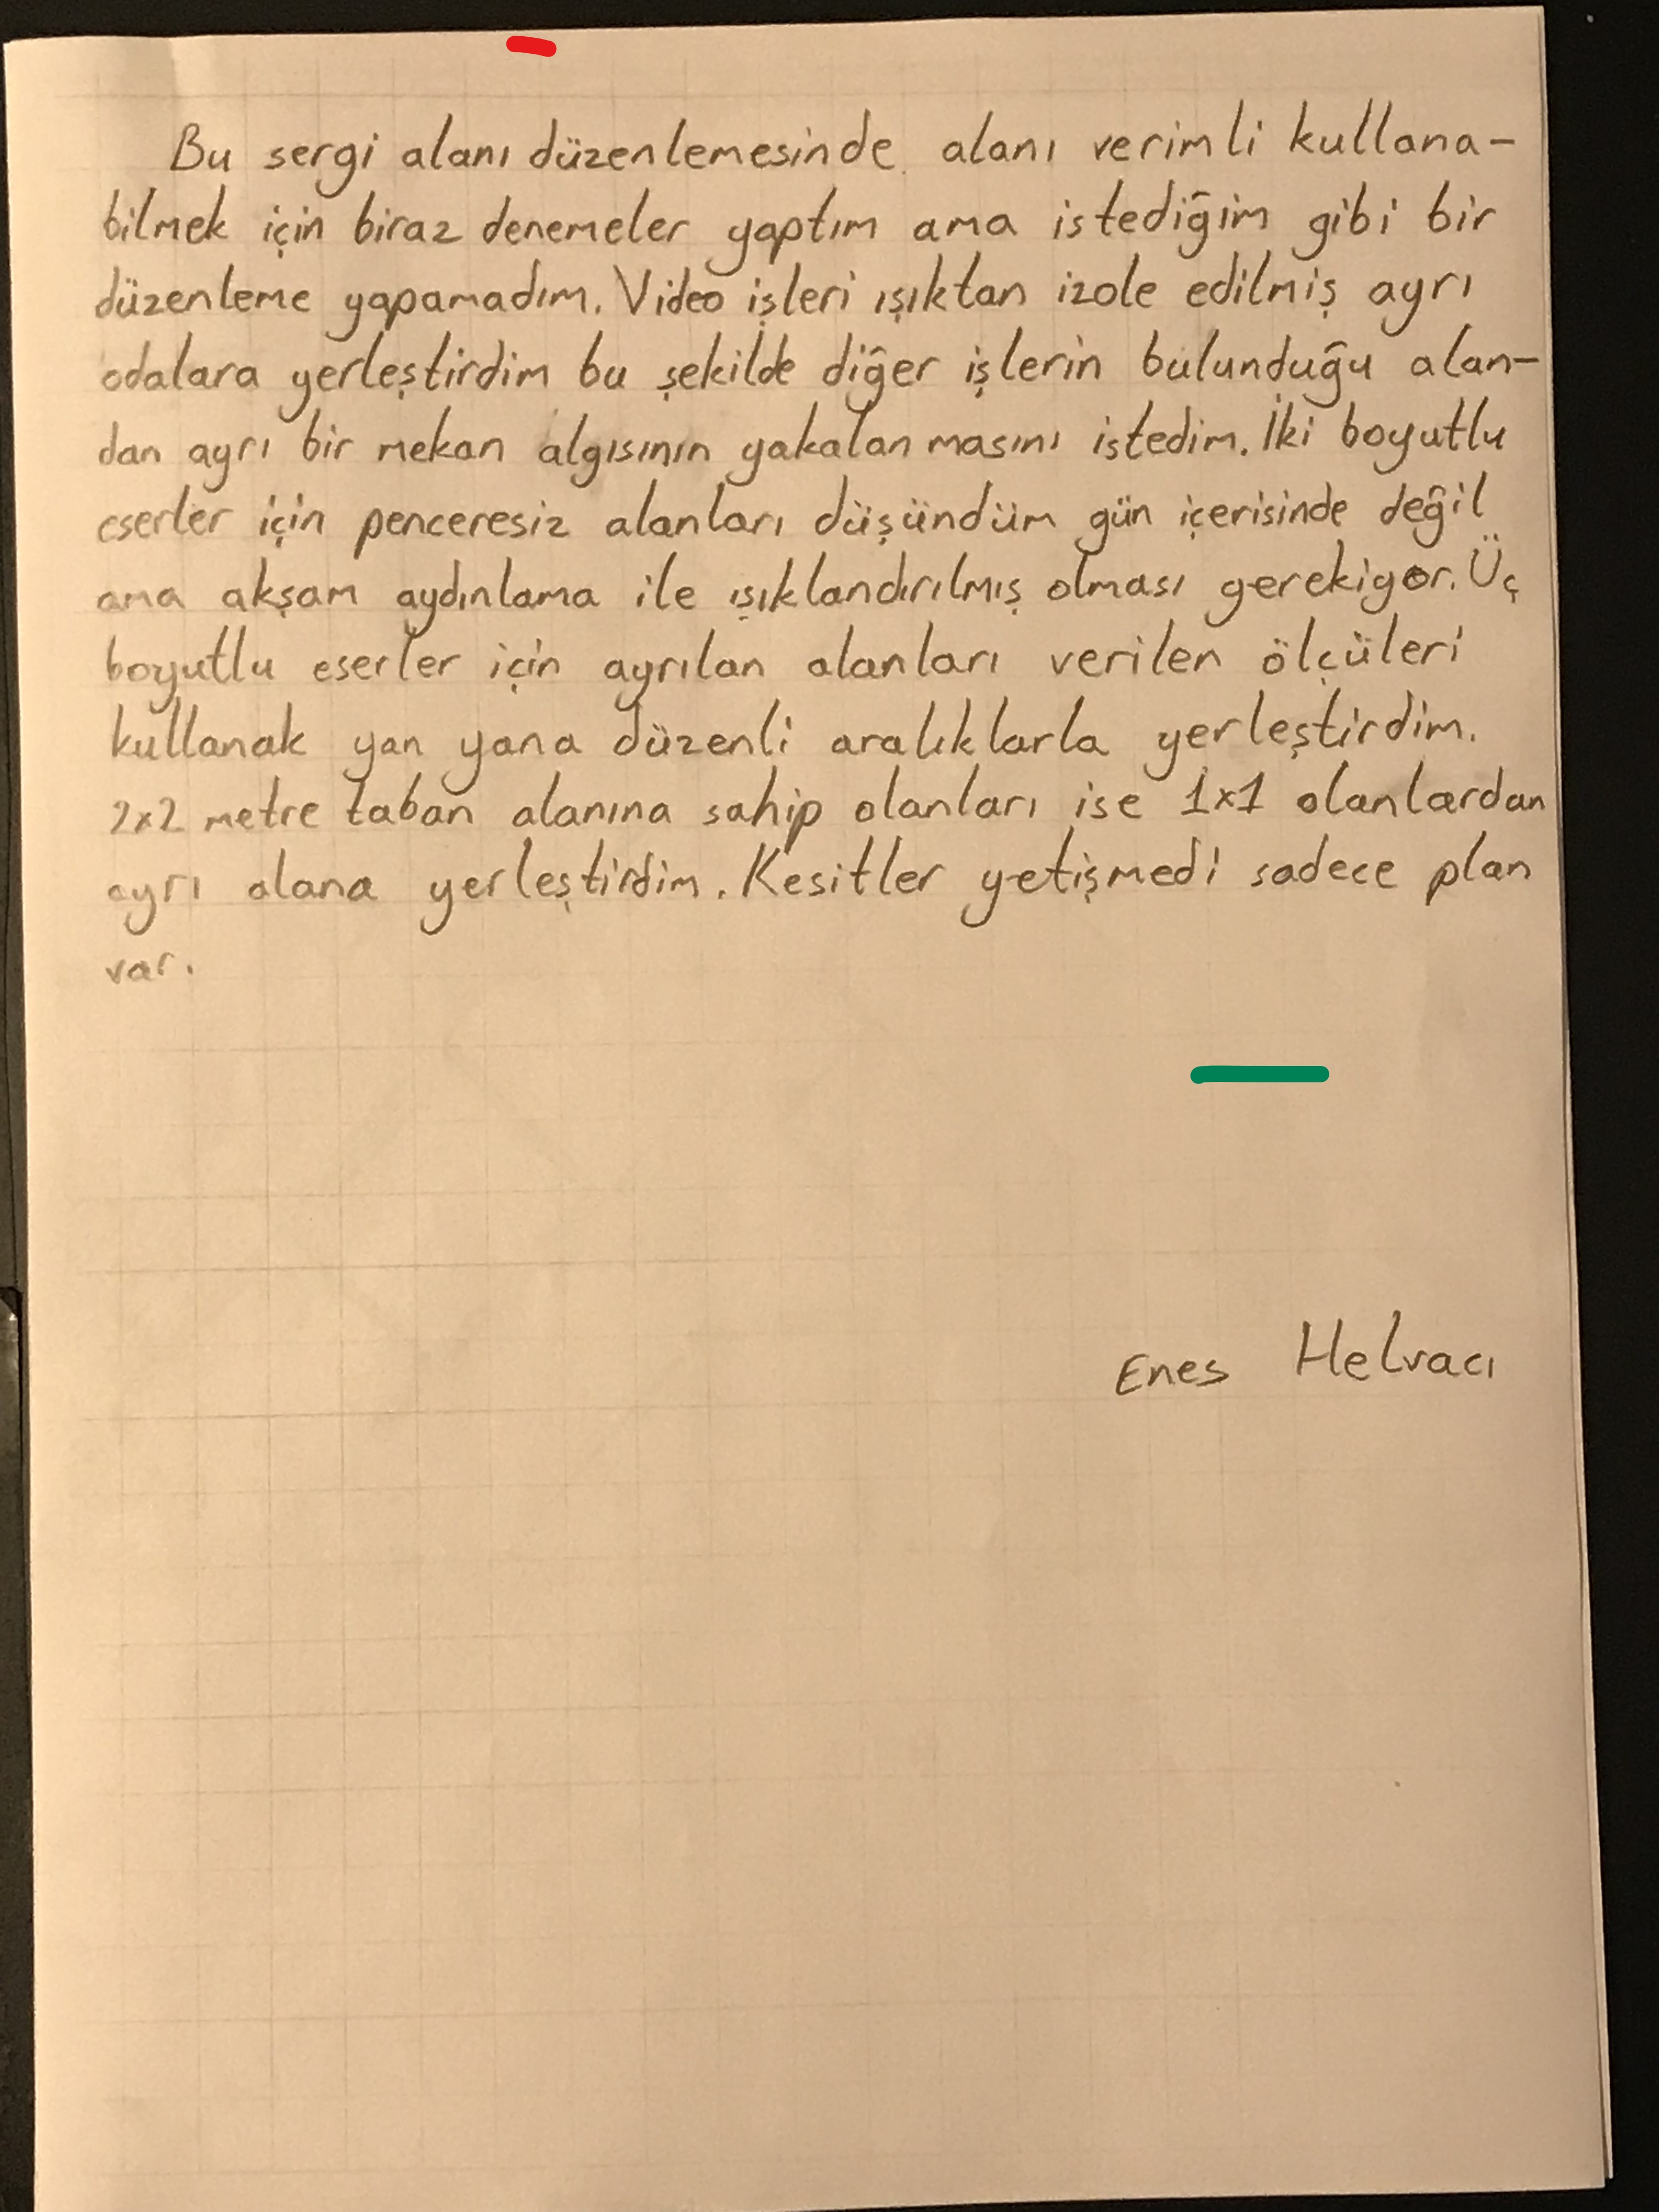 Bu sergi alanı düzenlemesinde alanı verimli kullana-
bilmek için biraz denemeler yaptım ama istediğim gibi bir
düzenleme yapamadım. Video işleri ışıktan izole edilmiş ayrı
odalara yerleştirdim bu şekilde diğer işlerin bulunduğu alan-
dan ayrı bir mekan algısının yakalanmasını istedim. İki boyutlu
eserler için penceresiz alanları düşündüm gün içerisinde değil
ama akşam aydınlama ile ışıklandırılmış olması gerekiyor. Üç
boyutlu eserler için ayrılan alanları verilen ölçüleri
kullanak yan yana düzenli aralıklarla yerleştirdim.
2x2 metre taban alanına sahip olanları ise 1x1 olanlardan
ayrı alana yerleştirdim. Kesitler yetişmedi sadece plan
var.
Enes Helvacı